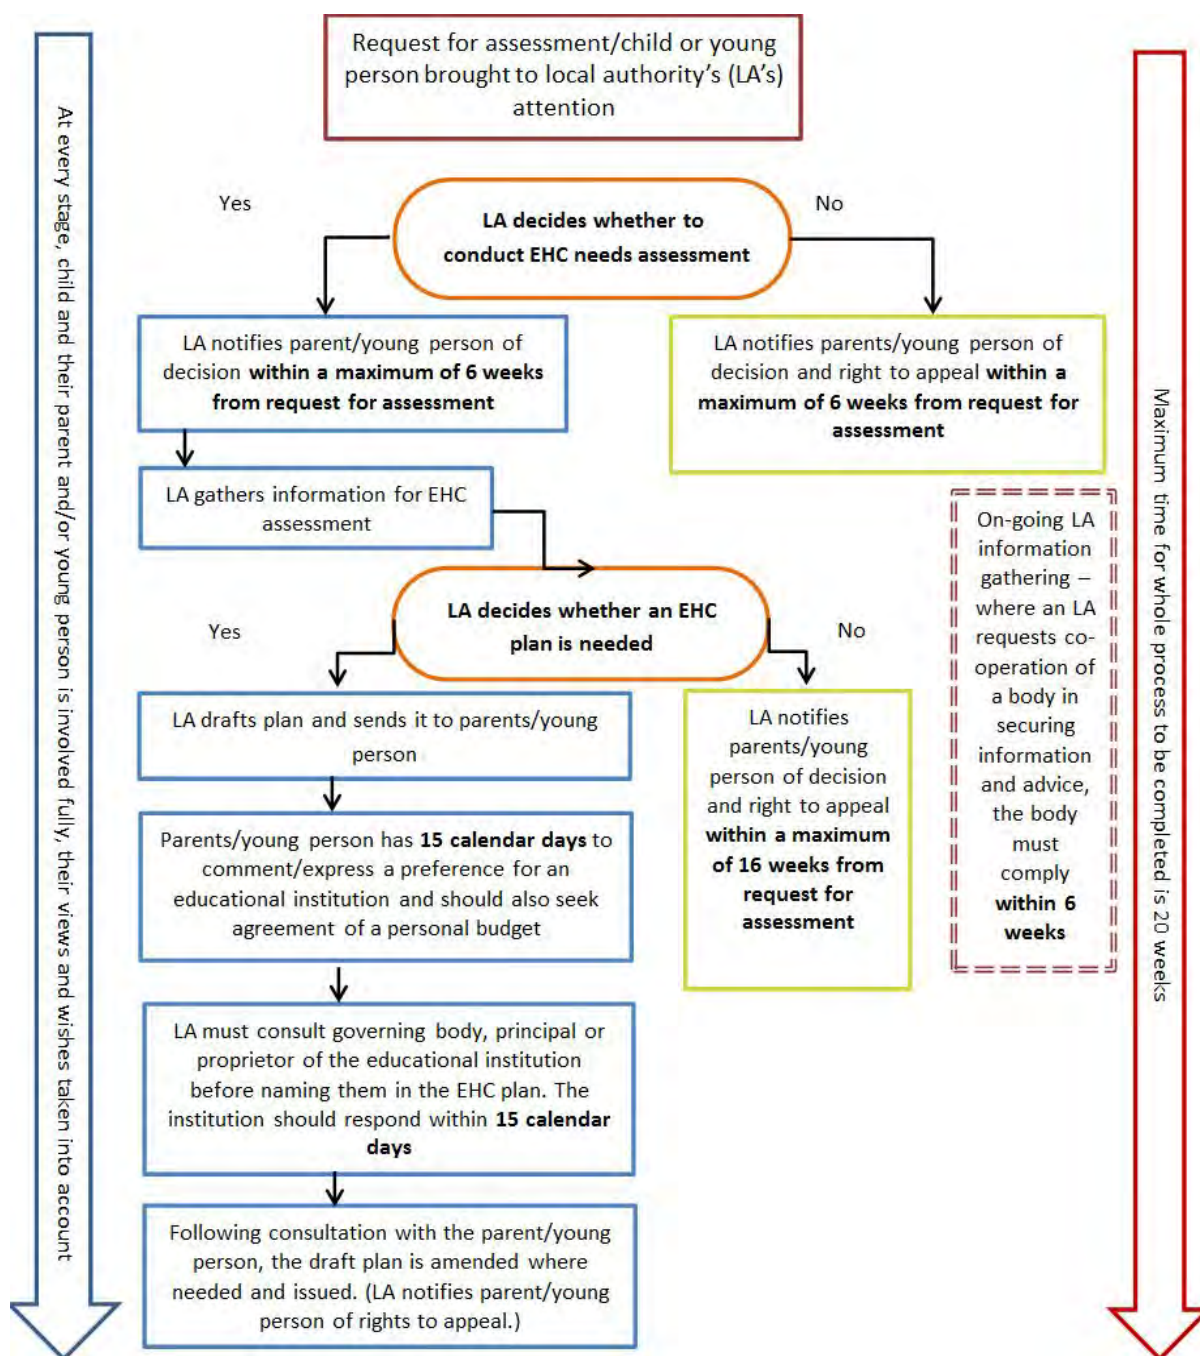 Request for assessment/child or young
person brought to local authority's (LA's)
attention
At every stage, child and their parent and/or young person is involved fully, their views and wishes taken into account
Maximum time for whole process to be completed is 20 weeks
Yes
LA decides whether to
conduct EHC needs assessment
No
LA notifies parent/young person of
decision within a maximum of 6 weeks
from request for assessment
LA notifies parents/young person of
decision and right to appeal within a
maximum of 6 weeks from request for
assessment
LA gathers information for EHC
assessment
On-going LA
information
gathering –
where an LA
requests co-
operation of
a body in
securing
information
and advice,
the body
must
comply
within 6
weeks
Yes
LA decides whether an EHC
plan is needed
No
LA drafts plan and sends it to parents/young
person
LA notifies
parents/young
person of decision
and right to appeal
within a maximum
of 16 weeks from
request for
assessment
Parents/young person has 15 calendar days to
comment/express a preference for an
educational institution and should also seek
agreement of a personal budget
LA must consult governing body, principal or
proprietor of the educational institution
before naming them in the EHC plan. The
institution should respond within 15 calendar
days
Following consultation with the parent/young
person, the draft plan is amended where
needed and issued. (LA notifies parent/young
person of rights to appeal.)